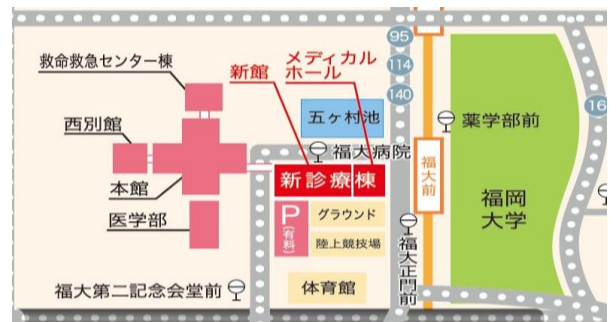 95
救命救急センター棟
新館
メディカル
ホール
114
140
16
五ヶ村池
薬学部前
西別館
福大病院
福大前
本館
新診療棟
福岡
大学
医学部
P
(有料)
グラウンド
陸上競技場
福大正門前
福大第二記念会堂前
体育館